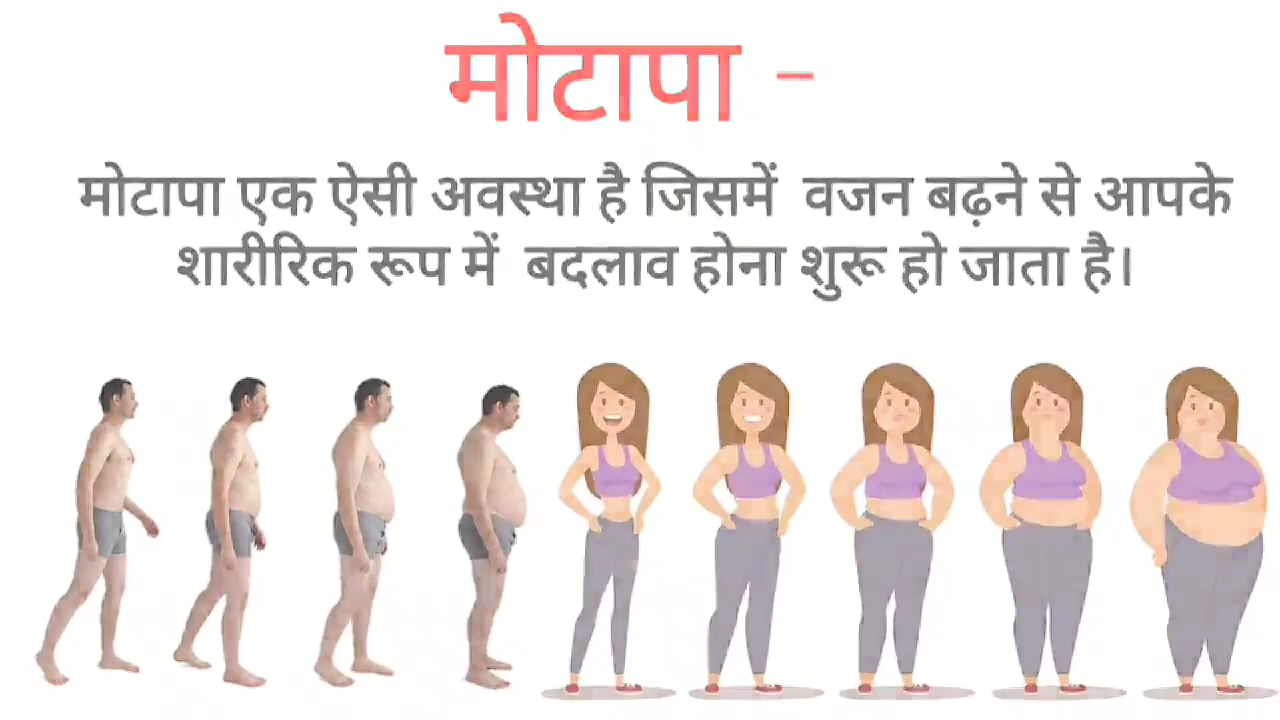 मोटापा -
मोटापा एक ऐसी अवस्था है जिसमें वजन बढ़ने से आपके
शारीरिक रूप में बदलाव होना शुरू हो जाता है।